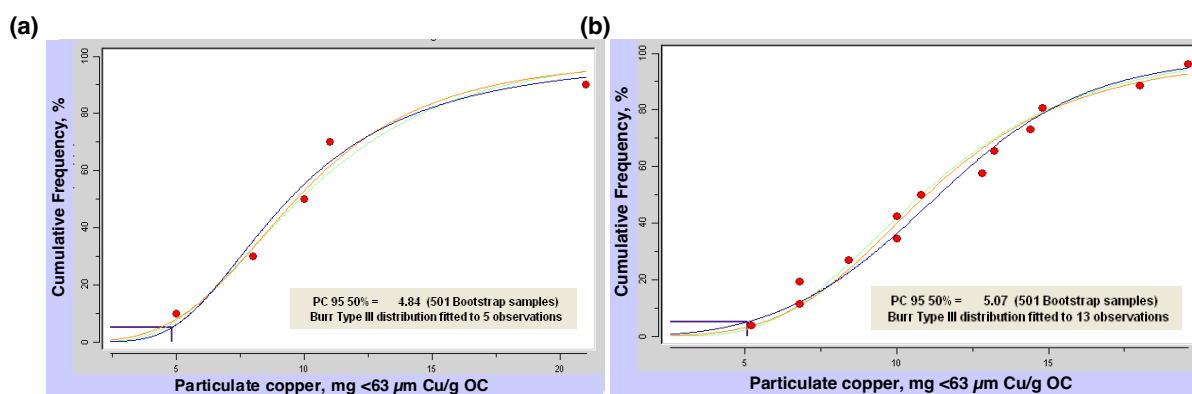 (a)
Cumulative Frequency, %
100
80
60
40
20
0
PC 95 50% = 4.84 (501 Bootstrap samples)
Burr Type III distribution fitted to 5 observations
5
10
15
20
Particulate copper, mg <63 µm Cu/g OC
(b)
Cumulative Frequency, %
100
80
60
40
20
0
PC 95 50% = 5.07 (501 Bootstrap samples)
Burr Type III distribution fitted to 13 observations
5
10
15
Particulate copper, mg <63 µm Cu/g OC